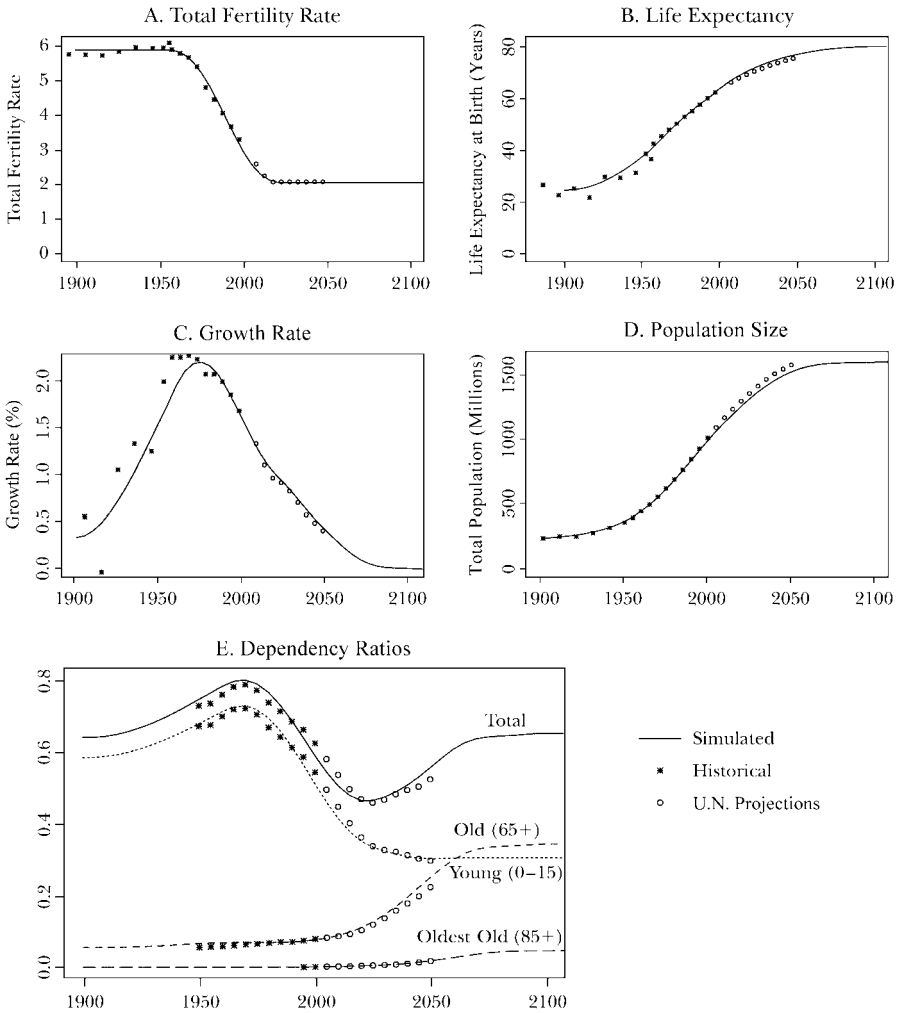 A. Total Fertility Rate
Total Fertility Rate
6
5
4
3
2
1
0
1900 1950 2000 2050 2100
B. Life Expectancy
Life Expectancy at Birth (Years)
80
60
40
20
0
1900 1950 2000 2050 2100
C. Growth Rate
Growth Rate (%)
2.0
1.5
1.0
0.5
0.0
1900 1950 2000 2050 2100
D. Population Size
Total Population (Millions)
1500
1000
500
0
1900 1950 2000 2050 2100
E. Dependency Ratios
0.8
0.6
0.4
0.2
0.0
Total
Old (65+)
Young (0–15)
Oldest Old (85+)
1900 1950 2000 2050 2100
Simulated
Historical
U.N. Projections